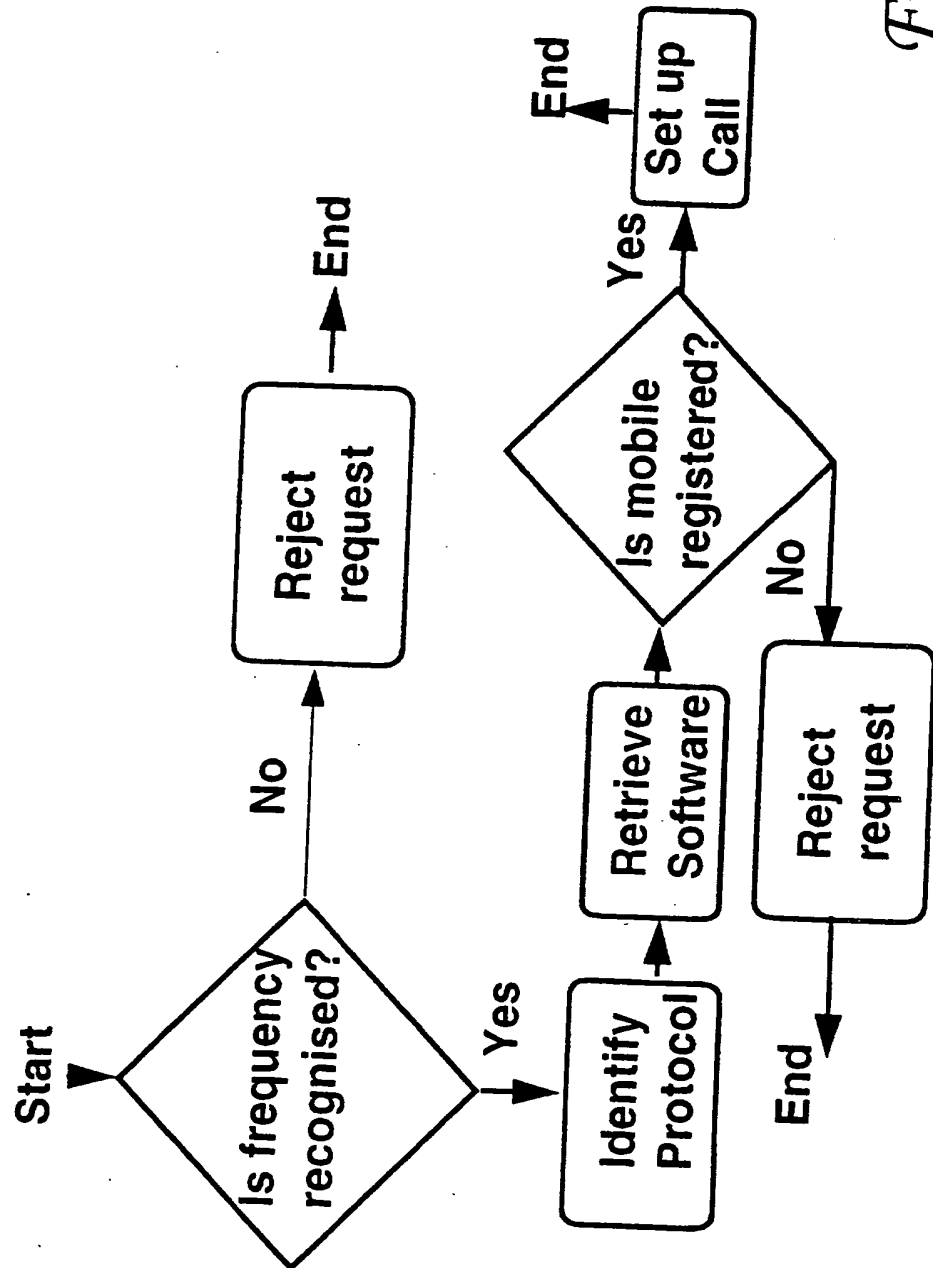 Start
Is frequency
recognised?
No
Reject
request
End
Yes
Identify
Protocol
Retrieve
Software
Is mobile
registered?
Yes
Set up
Call
End
No
Reject
request
End